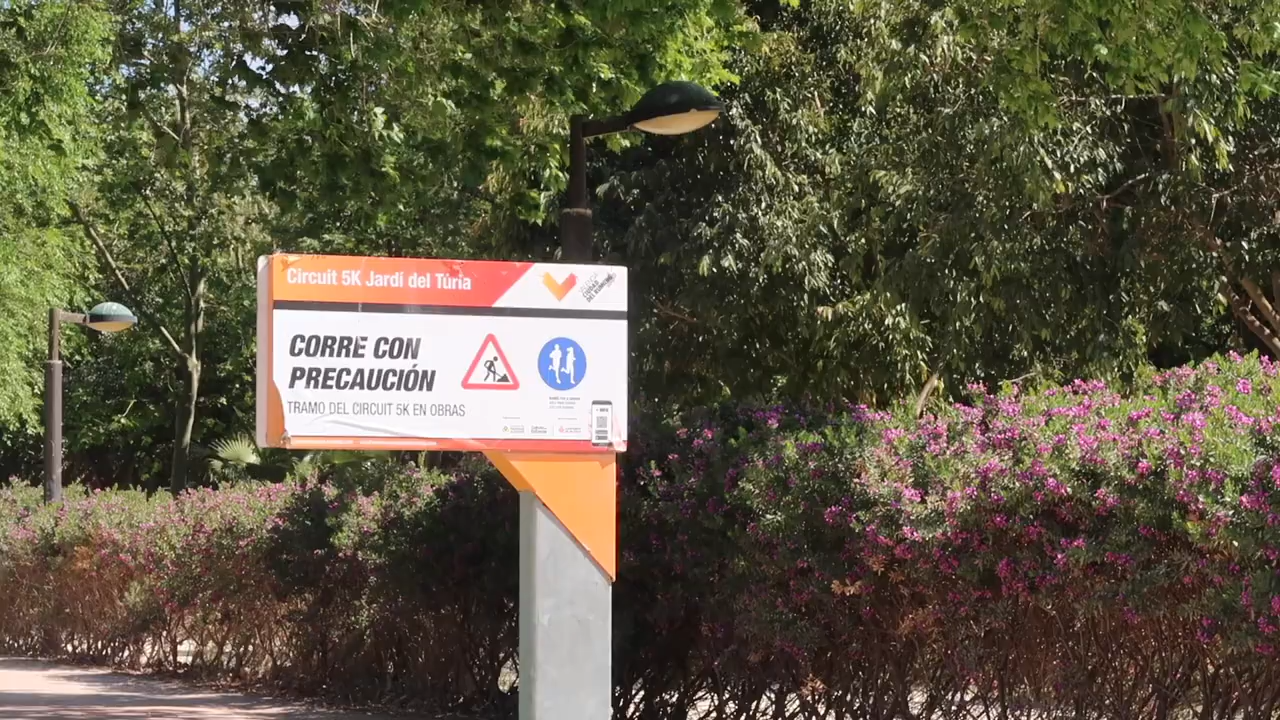 Circuit 5K Jardí del Túria
CORRE CON
PRECAUCIÓN
TRAMO DEL CIRCUIT 5K EN OBRAS